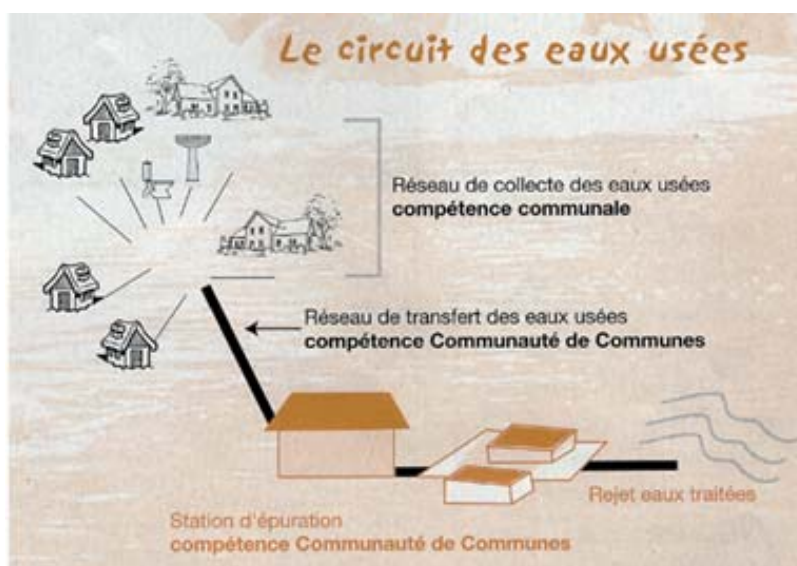 Le circuit des eaux usées
Réseau de collecte des eaux usées
compétence communale
Réseau de transfert des eaux usées
compétence Communauté de Communes
Rejet eaux traitées
Station d'épuration
compétence Communauté de Communes